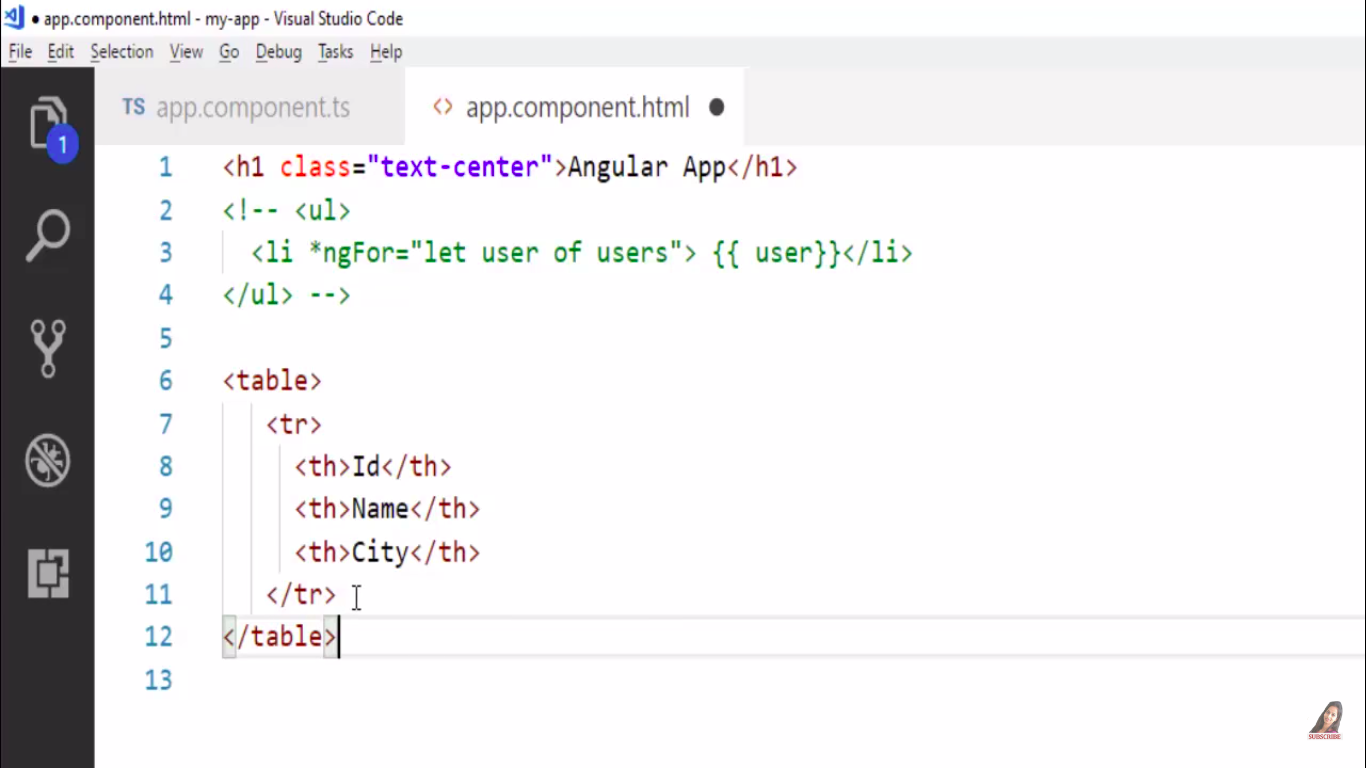 ● app.component.html - my-app - Visual Studio Code
File Edit Selection View Go Debug Tasks Help
TS app.component.ts <> app.component.html ●
1
1 <h1 class="text-center">Angular App</h1>
2 <!-- <ul>
3 <li *ngFor="let user of users"> {{ user}}</li>
4 </ul> -->
5
6 <table>
7 <tr>
8 <th>Id</th>
9 <th>Name</th>
10 <th>City</th>
11 </tr>
12 </table>
13
SUBSCRIBE